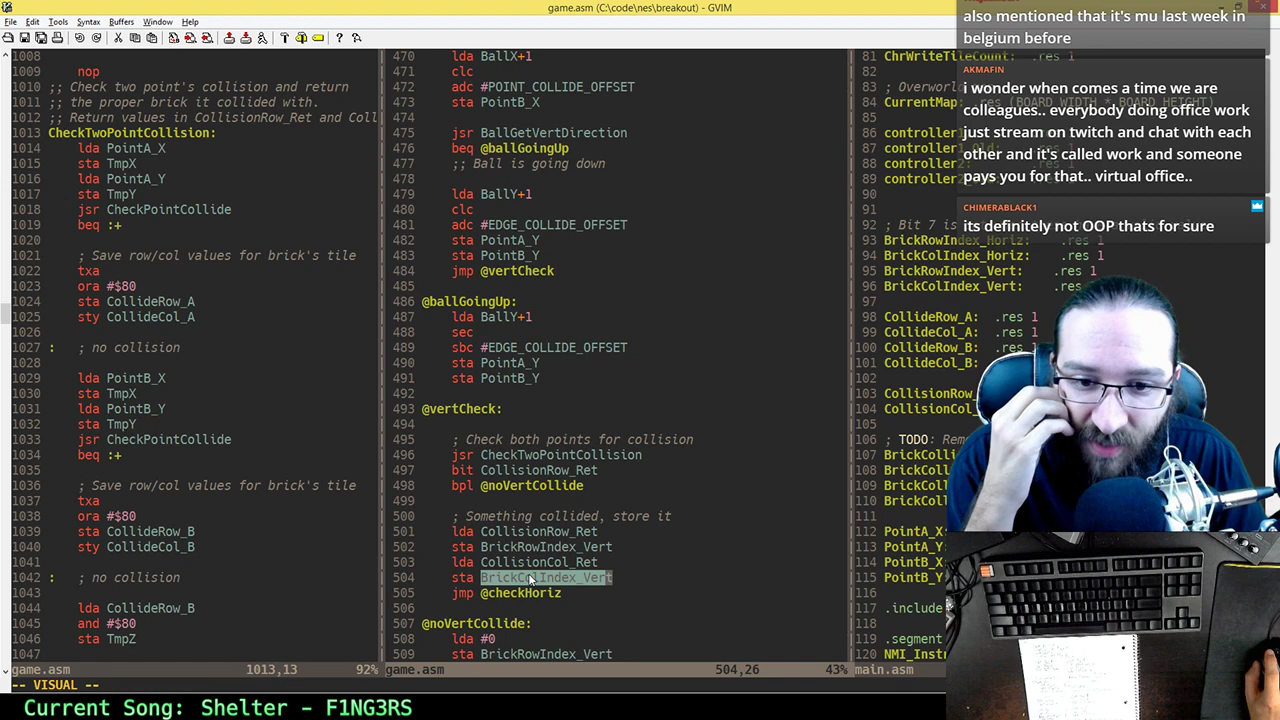 game.asm (C:\code\nes\breakout) - GVIM
File Edit Tools Syntax Buffers Window Help
1008
1009 nop
1010 ;; Check two point's collision and return
1011 ;; the proper brick it collided with.
1012 ;; Return values in CollisionRow_Ret and Coll
1013 CheckTwoPointCollision:
1014 lda PointA_X
1015 sta TmpX
1016 lda PointA_Y
1017 sta TmpY
1018 jsr CheckPointCollide
1019 beq :+
1020
1021 ; Save row/col values for brick's tile
1022 txa
1023 ora #$80
1024 sta CollideRow_A
1025 sty CollideCol_A
1026
1027 : ; no collision
1028
1029 lda PointB_X
1030 sta TmpX
1031 lda PointB_Y
1032 sta TmpY
1033 jsr CheckPointCollide
1034 beq :+
1035
1036 ; Save row/col values for brick's tile
1037 txa
1038 ora #$80
1039 sta CollideRow_B
1040 sty CollideCol_B
1041
1042 : ; no collision
1043
1044 lda CollideRow_B
1045 and #$80
1046 sta TmpZ
1047
game.asm 1013,13 92%
470 lda BallX+1
471 clc
472 adc #POINT_COLLIDE_OFFSET
473 sta PointB_X
474
475 jsr BallGetVertDirection
476 beq @ballGoingUp
477 ;; Ball is going down
478
479 lda BallY+1
480 clc
481 adc #EDGE_COLLIDE_OFFSET
482 sta PointA_Y
483 sta PointB_Y
484 jmp @vertCheck
485
486 @ballGoingUp:
487 lda BallY+1
488 sec
489 sbc #EDGE_COLLIDE_OFFSET
490 sta PointA_Y
491 sta PointB_Y
492
493 @vertCheck:
494
495 ; Check both points for collision
496 jsr CheckTwoPointCollision
497 bit CollisionRow_Ret
498 bpl @noVertCollide
499
500 ; Something collided, store it
501 lda CollisionRow_Ret
502 sta BrickRowIndex_Vert
503 lda CollisionCol_Ret
504 sta BrickColIndex_Vert
505 jmp @checkHoriz
506
507 @noVertCollide:
508 lda #0
509 sta BrickRowIndex_Vert
game.asm 504,26 43%
81 ChrWriteTileCount: .res 1
82
83 ; Overworl
84 CurrentMap: .res (BOARD_WIDTH * BOARD_HEIGHT)
85
86 controller1
87 controller1_Old:
88 controller2:
89
90
91
92 ; Bit 7 is
93 BrickRowIndex_Horiz: .res 1
94 BrickColIndex_Horiz: .res 1
95 BrickRowIndex_Vert: .res 1
96 BrickColIndex_Vert: .res 1
97
98 CollideRow_A: .res 1
99 CollideCol_A: .res 1
100 CollideRow_B: .res 1
101 CollideCol_B:
102
103 CollisionRow_
104 CollisionCol_
105
106 ; TODO: Rem
107 BrickColl
108 BrickColl
109 BrickColl
110 BrickColl
111
112 PointA_X:
113 PointA_Y:
114 PointB_X:
115 PointB_Y:
116
117 .include
118
119 .segment
120 NMI_Instr
main.asm
-- VISUAL --
also mentioned that it's mu last week in
belgium before
AKMAFIN
i wonder when comes a time we are
colleagues.. everybody doing office work
just stream on twitch and chat with each
other and it's called work and someone
pays you for that.. virtual office..
CHIMERABLACK1
its definitely not OOP thats for sure
Current Song: Shelter - F1NG3RS